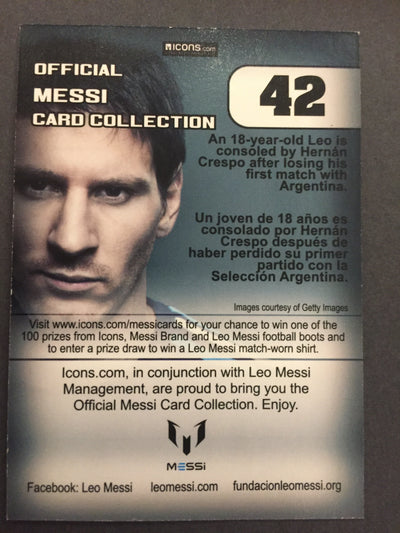 ICONS.com
OFFICIAL
MESSI
CARD COLLECTION
42
An 18-year-old Leo is
consoled by Hernán
Crespo after losing his
first match with
Argentina.
Un joven de 18 años es
consolado por Hernán
Crespo después de
haber perdido su primer
partido con la
Selección Argentina.
Images courtesy of Getty Images
Visit www.icons.com/messicards for your chance to win one of the
100 prizes from Icons, Messi Brand and Leo Messi football boots and
to enter a prize draw to win a Leo Messi match-worn shirt.
Icons.com, in conjunction with Leo Messi
Management, are proud to bring you the
Official Messi Card Collection. Enjoy.
MESSI
Facebook: Leo Messi leomessi.com fundacionleomessi.org